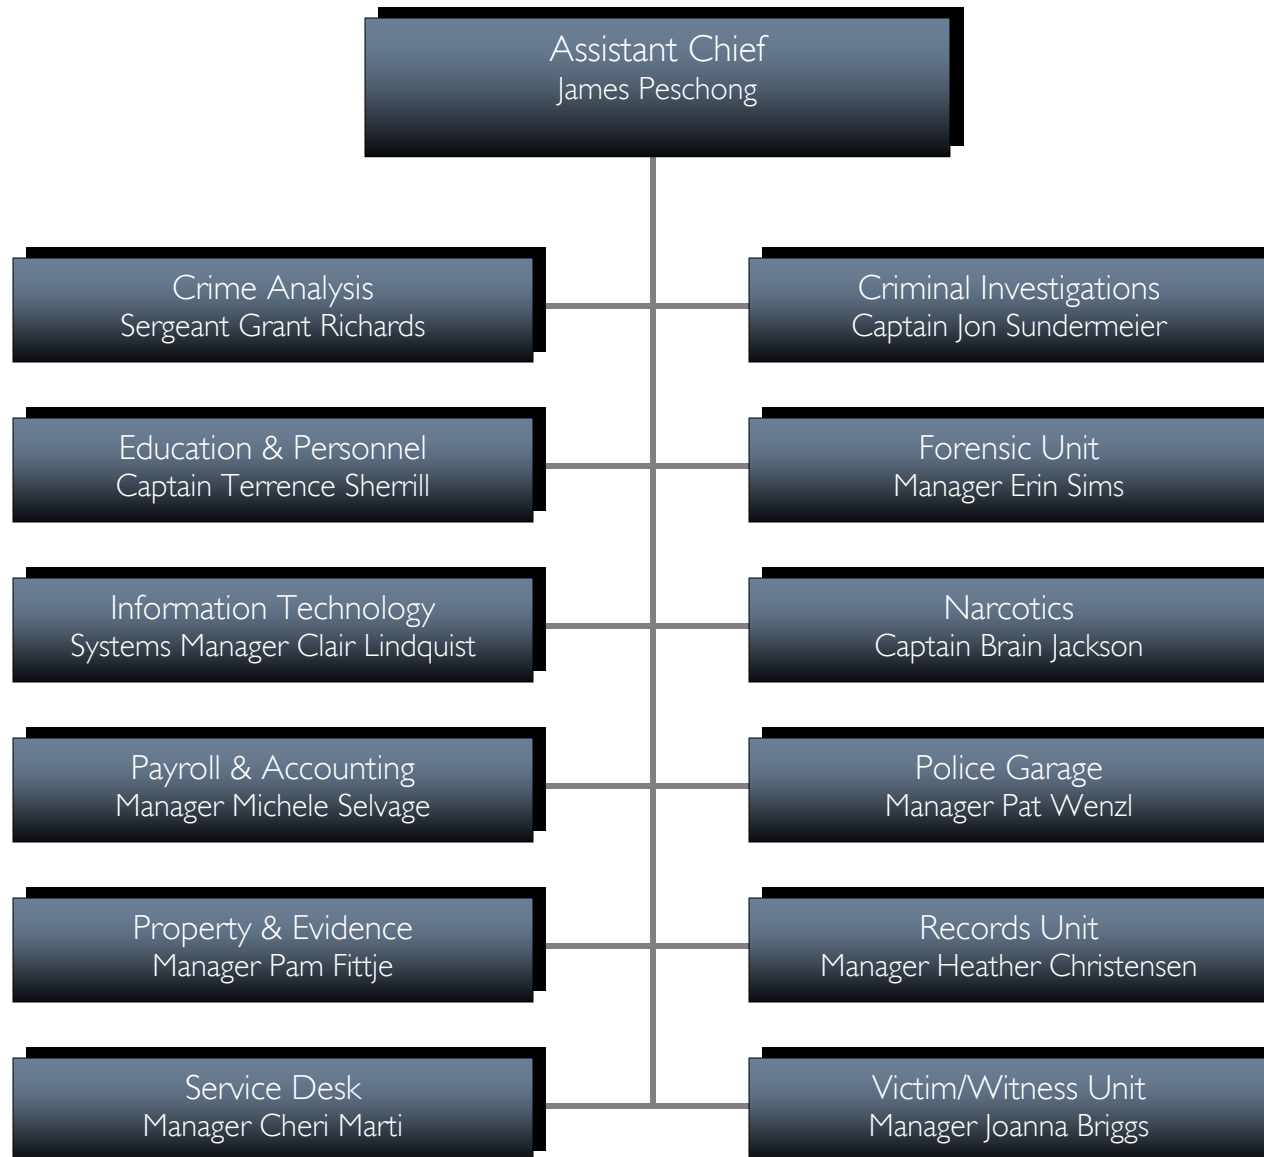 Assistant Chief
James Peschong
Crime Analysis
Sergeant Grant Richards
Criminal Investigations
Captain Jon Sundermeier
Education & Personnel
Captain Terrence Sherrill
Forensic Unit
Manager Erin Sims
Information Technology
Systems Manager Clair Lindquist
Narcotics
Captain Brain Jackson
Payroll & Accounting
Manager Michele Selvage
Police Garage
Manager Pat Wenzl
Property & Evidence
Manager Pam Fittje
Records Unit
Manager Heather Christensen
Service Desk
Manager Cheri Marti
Victim/Witness Unit
Manager Joanna Briggs